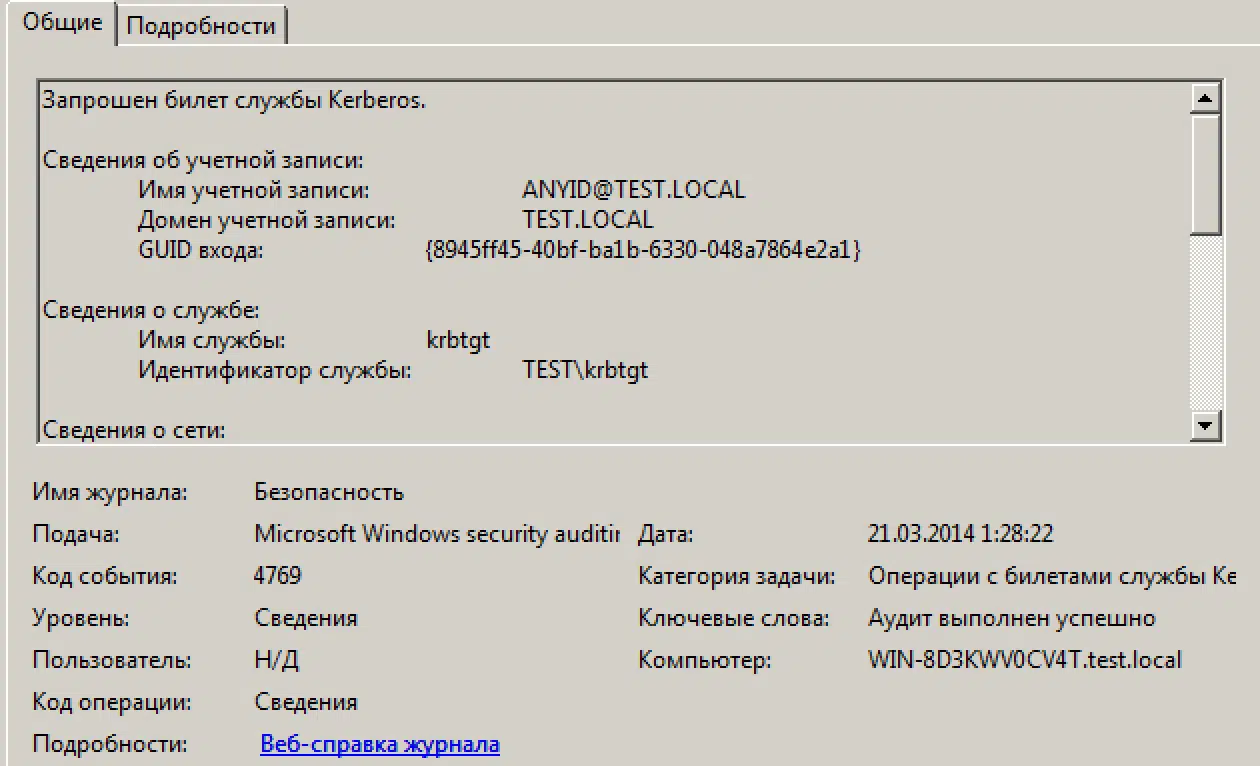 Общие Подробности
Запрошен билет службы Kerberos.
Сведения об учетной записи:
Имя учетной записи: ANYID@TEST.LOCAL
Домен учетной записи: TEST.LOCAL
GUID входа: {8945ff45-40bf-ba1b-6330-048a7864e2a1}
Сведения о службе:
Имя службы: krbtgt
Идентификатор службы: TEST\krbtgt
Сведения о сети:
Имя журнала: Безопасность
Подача: Microsoft Windows security auditin Дата: 21.03.2014 1:28:22
Код события: 4769 Категория задачи: Операции с билетами службы Ke
Уровень: Сведения Ключевые слова: Аудит выполнен успешно
Пользователь: Н/Д Компьютер: WIN-8D3KWV0CV4T.test.local
Код операции: Сведения
Подробности: Веб-справка журнала